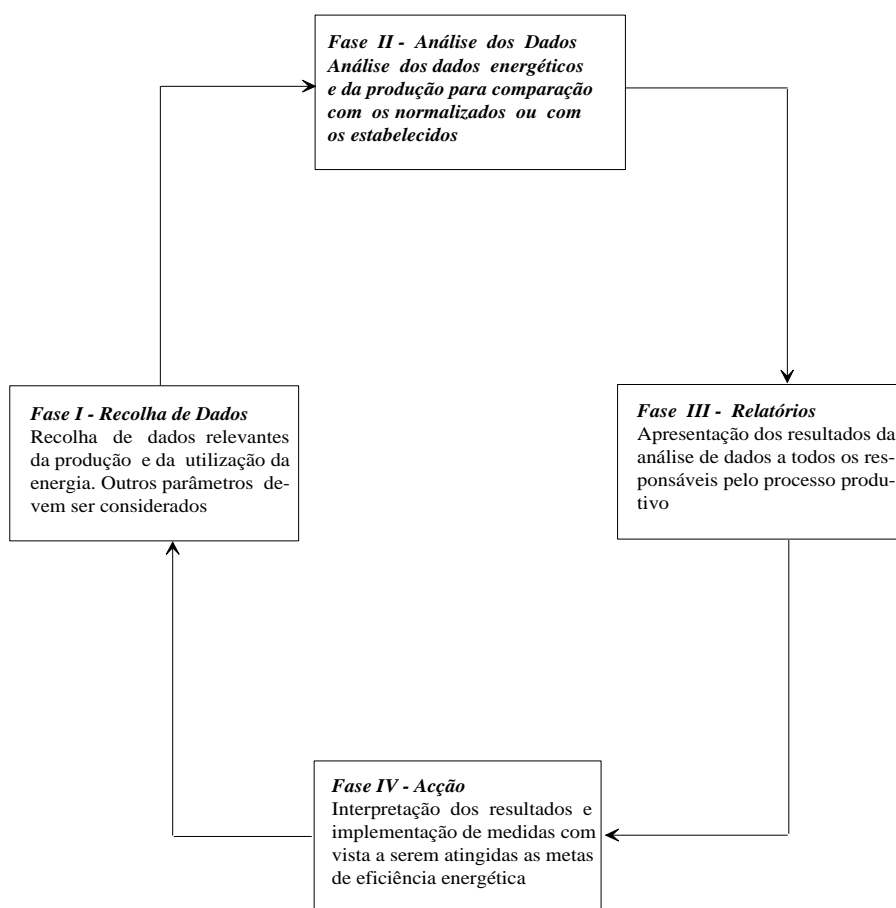 Fase II - Análise dos Dados
Análise dos dados energéticos
e da produção para comparação
com os normalizados ou com
os estabelecidos
Fase I - Recolha de Dados
Recolha de dados relevantes
da produção e da utilização da
energia. Outros parâmetros de-
vem ser considerados
Fase III - Relatórios
Apresentação dos resultados da
análise de dados a todos os res-
ponsáveis pelo processo produ-
tivo
Fase IV - Acção
Interpretação dos resultados e
implementação de medidas com
vista a serem atingidas as metas
de eficiência energética